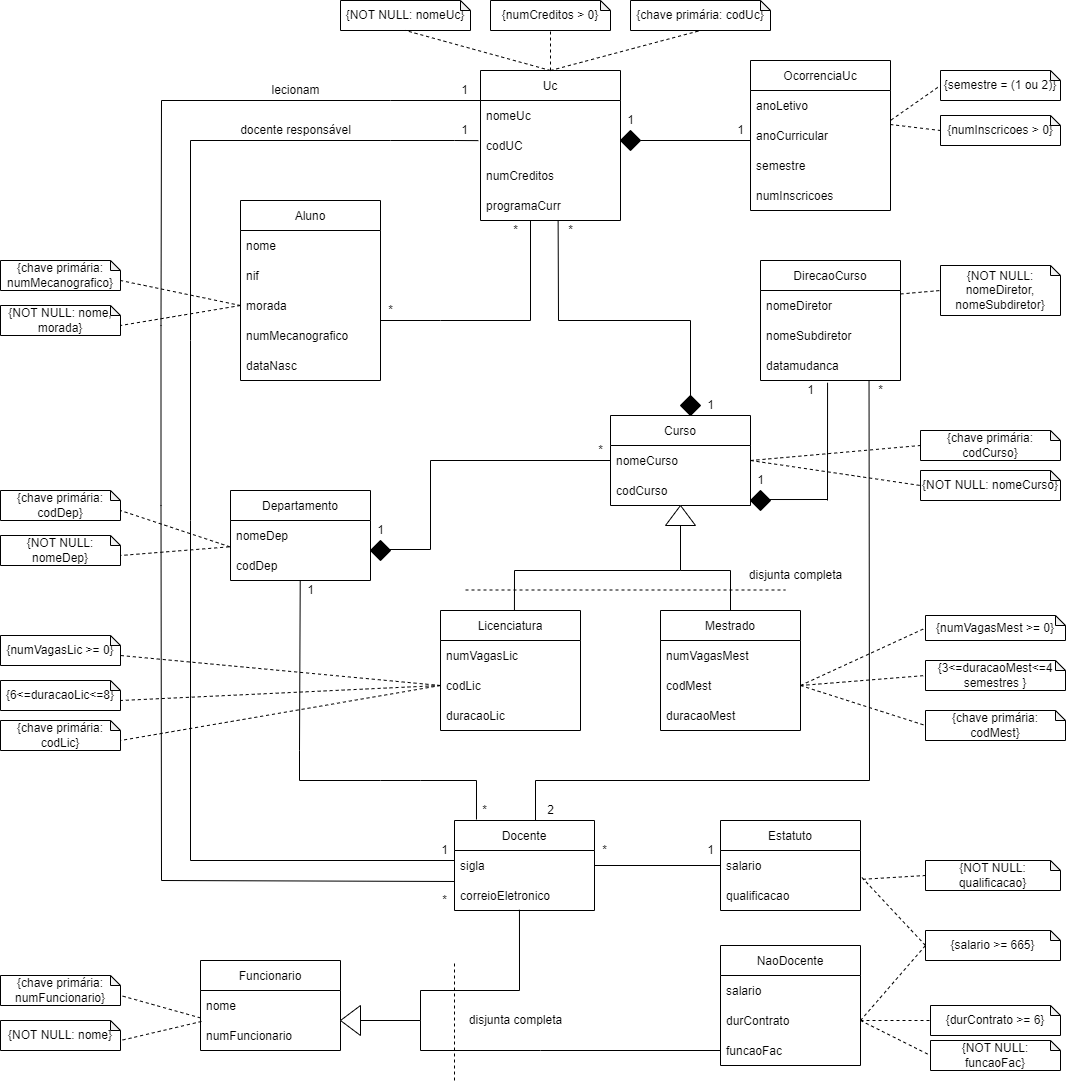 {NOT NULL: nomeUc}
{numCreditos > 0}
{chave primária: codUc}
Uc
nomeUc
codUC
numCreditos
programaCurr
OcorrenciaUc
anoLetivo
anoCurricular
semestre
numInscricoes
{semestre = (1 ou 2)}
{numInscricoes > 0}
lecionam
1
docente responsável
1
1
1
*
*
Aluno
nome
nif
morada
numMecanografico
dataNasc
*
{chave primária:
numMecanografico}
{NOT NULL: nome,
morada}
DirecaoCurso
nomeDiretor
nomeSubdiretor
datamudanca
{NOT NULL:
nomeDiretor,
nomeSubdiretor}
1
*
1
Curso
nomeCurso
codCurso
*
1
{chave primária:
codCurso}
{NOT NULL: nomeCurso}
Departamento
nomeDep
codDep
1
1
{chave primária:
codDep}
{NOT NULL:
nomeDep}
disjunta completa
Licenciatura
numVagasLic
codLic
duracaoLic
Mestrado
numVagasMest
codMest
duracaoMest
{numVagasLic >= 0}
{6<=duracaoLic<=8}
{chave primária:
codLic}
{numVagasMest >= 0}
{3<=duracaoMest<=4
semestres }
{chave primária:
codMest}
*
2
1
*
Docente
sigla
correioEletronico
*
1
Estatuto
salario
qualificacao
{NOT NULL:
qualificacao}
{salario >= 665}
NaoDocente
salario
durContrato
funcaoFac
{durContrato >= 6}
{NOT NULL:
funcaoFac}
Funcionario
nome
numFuncionario
{chave primária:
numFuncionario}
{NOT NULL: nome}
disjunta completa